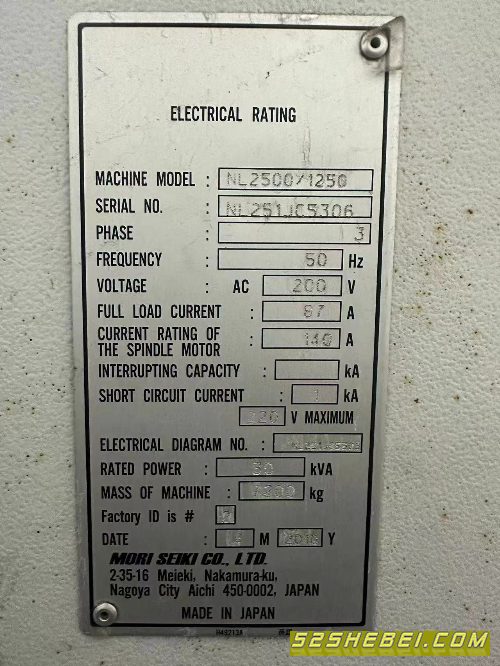 ELECTRICAL RATING
MACHINE MODEL : NL2500/1250
SERIAL NO. : NL251JC5306
PHASE : 3
FREQUENCY : 50 Hz
VOLTAGE : AC 200 V
FULL LOAD CURRENT : 87 A
CURRENT RATING OF
THE SPINDLE MOTOR : 140 A
INTERRUPTING CAPACITY : kA
SHORT CIRCUIT CURRENT : kA
V MAXIMUM
ELECTRICAL DIAGRAM NO. :
RATED POWER : 30 kVA
MASS OF MACHINE : kg
Factory ID is #
DATE : M Y
MORI SEIKI CO., LTD.
2-35-16 Meieki, Nakamura-ku,
Nagoya City Aichi 450-0002, JAPAN
MADE IN JAPAN
H49213A
52SHEBEI.COM